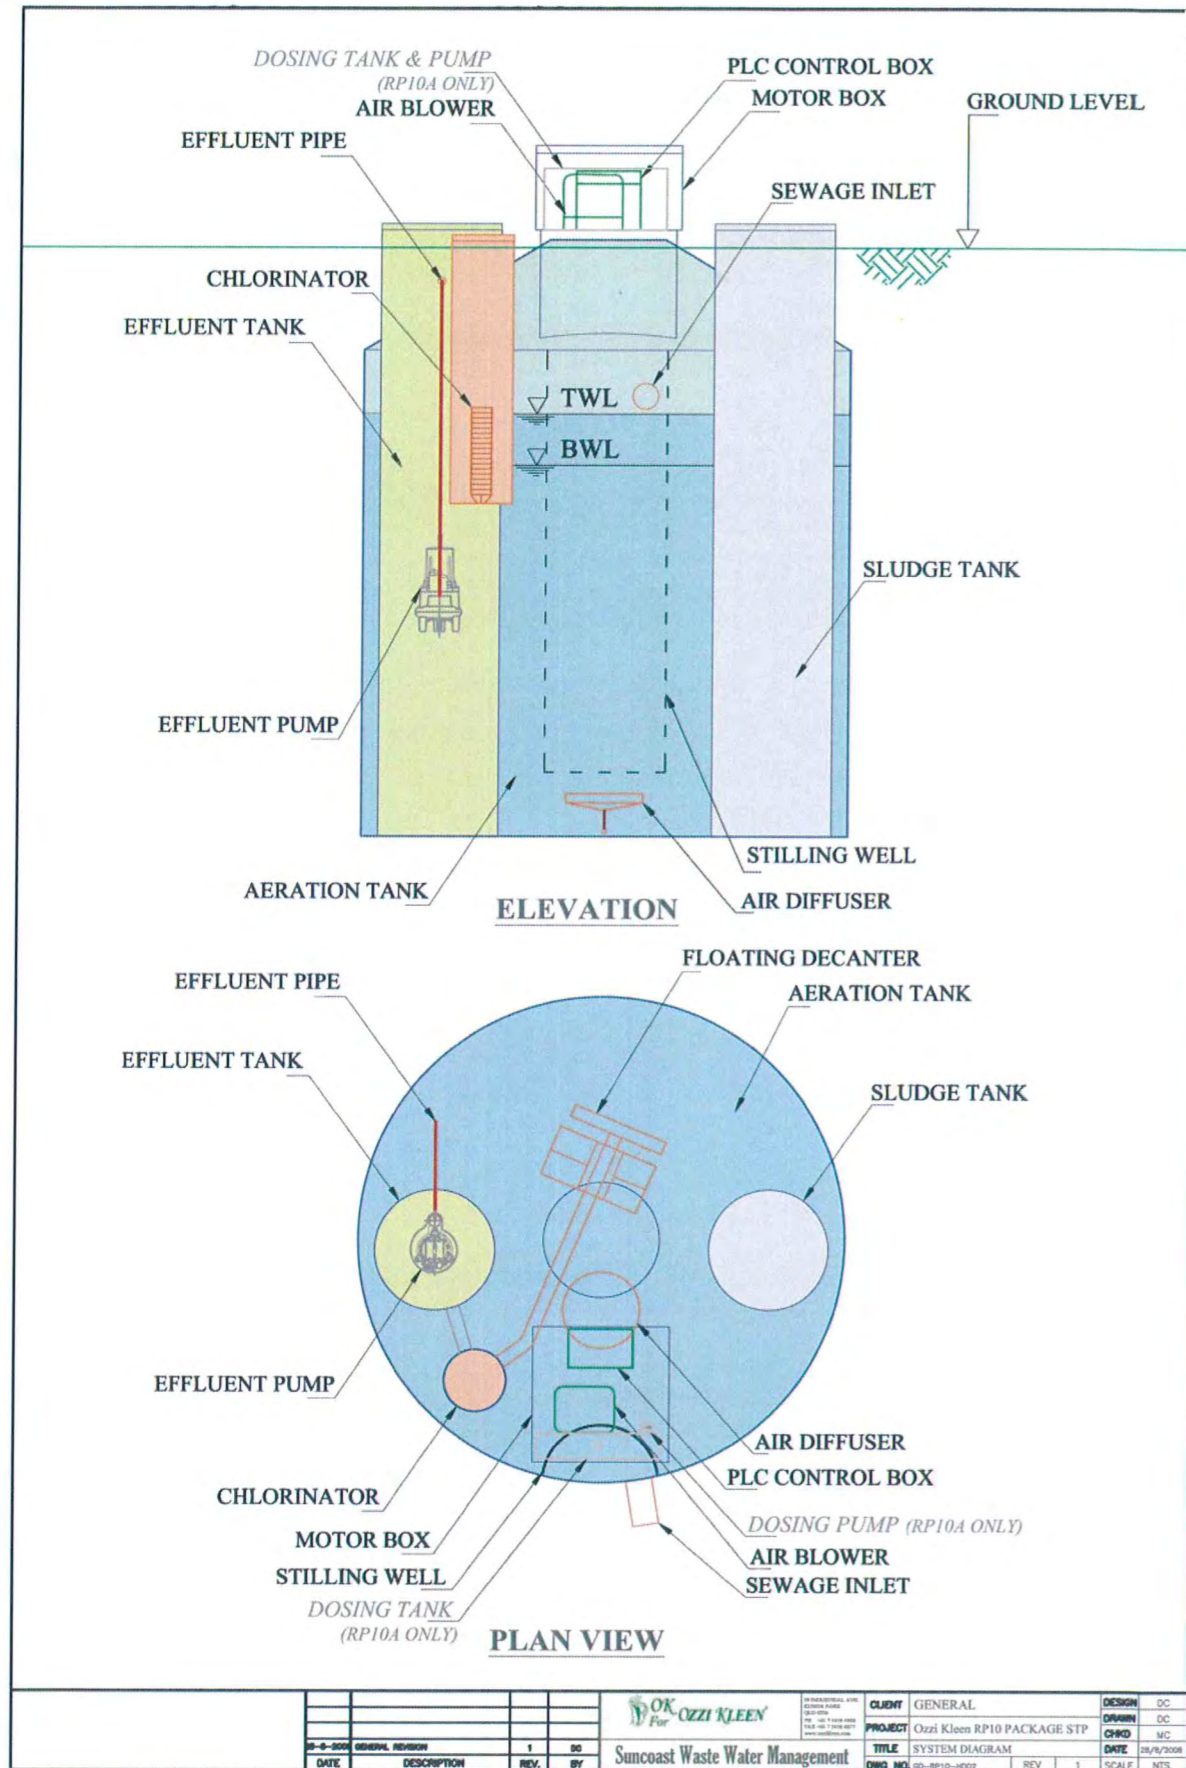 DOSING TANK & PUMP
(RP10A ONLY)
AIR BLOWER
EFFLUENT PIPE
PLC CONTROL BOX
MOTOR BOX
GROUND LEVEL
SEWAGE INLET
CHLORINATOR
EFFLUENT TANK
TWL
BWL
SLUDGE TANK
EFFLUENT PUMP
STILLING WELL
AERATION TANK
AIR DIFFUSER
ELEVATION
FLOATING DECANTER
EFFLUENT PIPE
AERATION TANK
EFFLUENT TANK
SLUDGE TANK
EFFLUENT PUMP
AIR DIFFUSER
PLC CONTROL BOX
CHLORINATOR
DOSING PUMP (RP10A ONLY)
MOTOR BOX
AIR BLOWER
STILLING WELL
SEWAGE INLET
DOSING TANK
(RP10A ONLY)
PLAN VIEW
GENERAL REVISION 1 DC
DATE DESCRIPTION REV. BY
OK For OZZI KLEEN
Suncoast Waste Water Management
CLIENT GENERAL
PROJECT Ozzi Kleen RP10 PACKAGE STP
TITLE SYSTEM DIAGRAM
DWG NO REV 1
DESIGN DC
DRAWN DC
CHKD MC
DATE
SCALE NTS